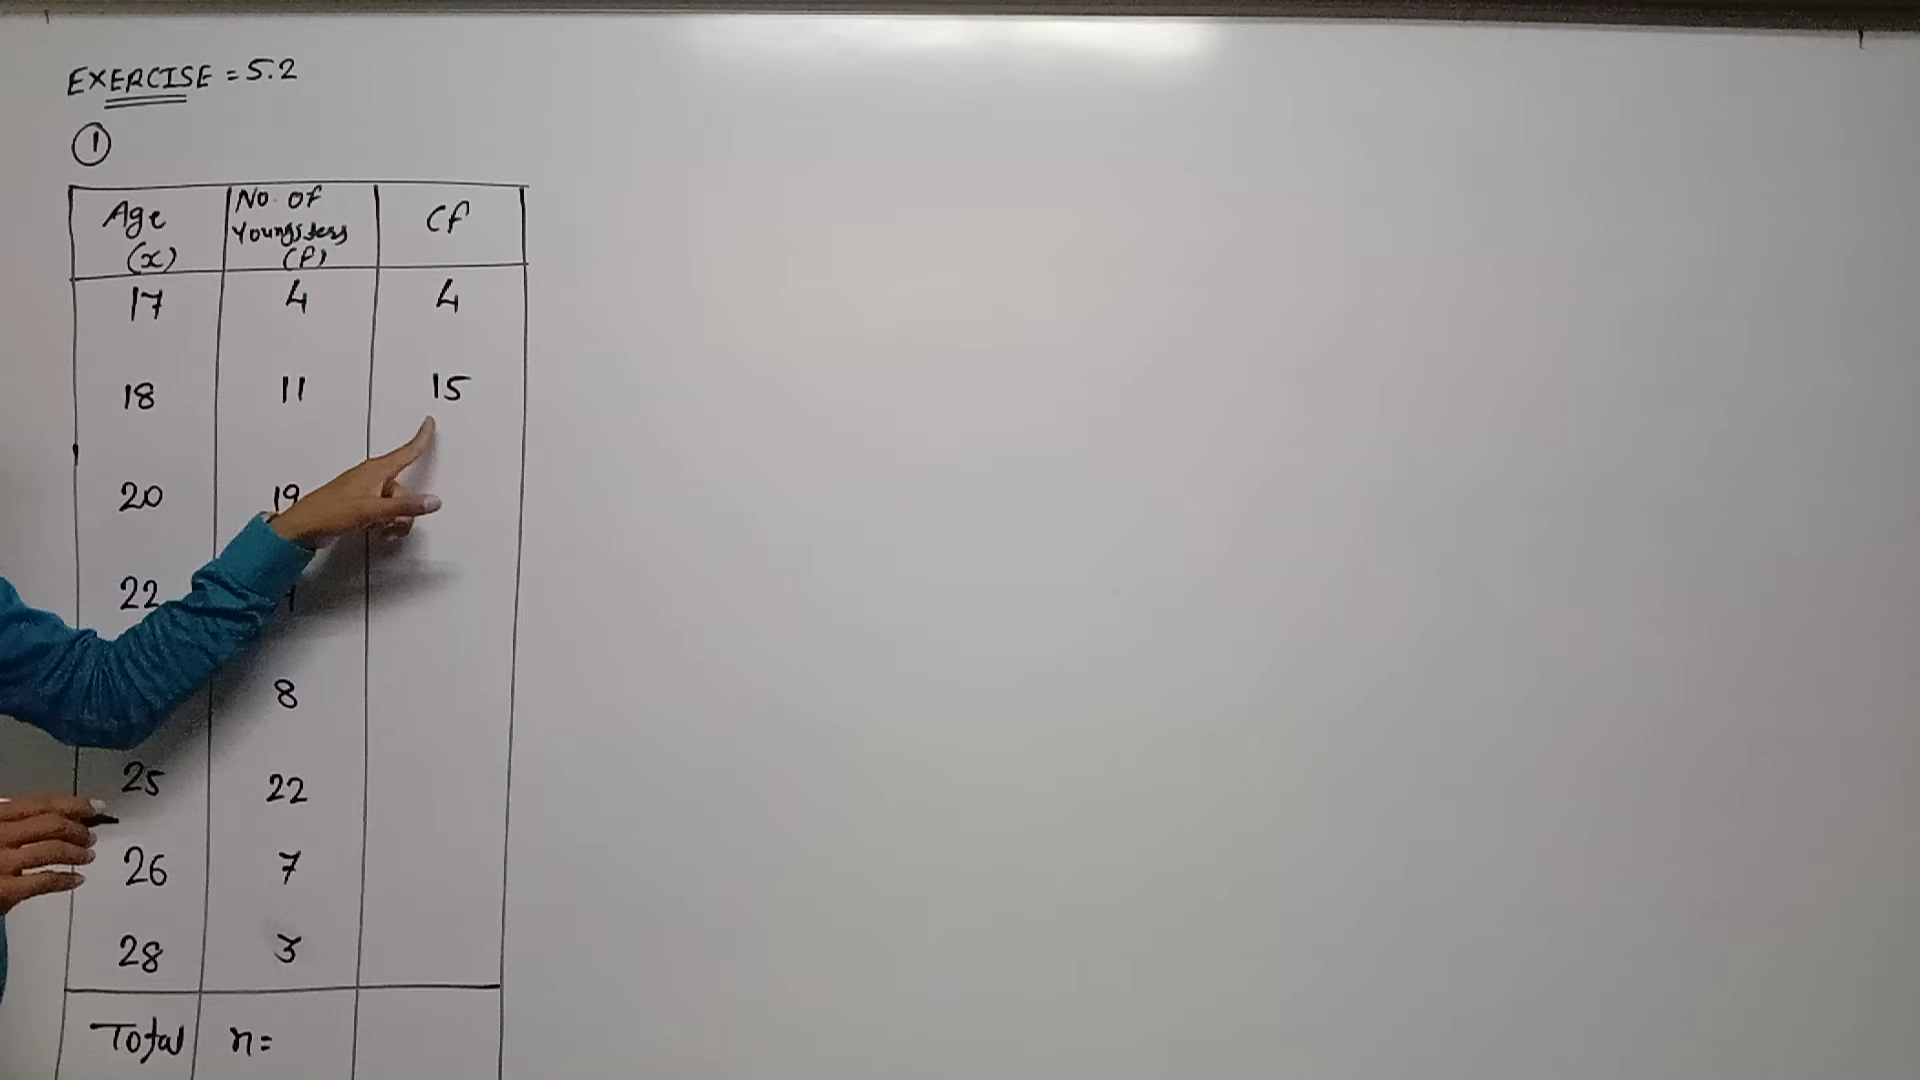 EXERCISE = 5.2
1
Age (x) No. of Youngsters (f) Cf
17 4 4
18 11 15
20 19
22
8
25 22
26 7
28 3
Total n=